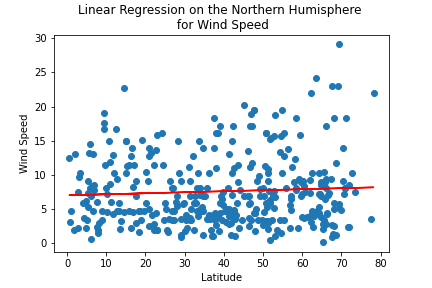 Linear Regression on the Northern Humisphere
for Wind Speed
30
25
20
15
10
5
0
Wind Speed
0 10 20 30 40 50 60 70 80
Latitude